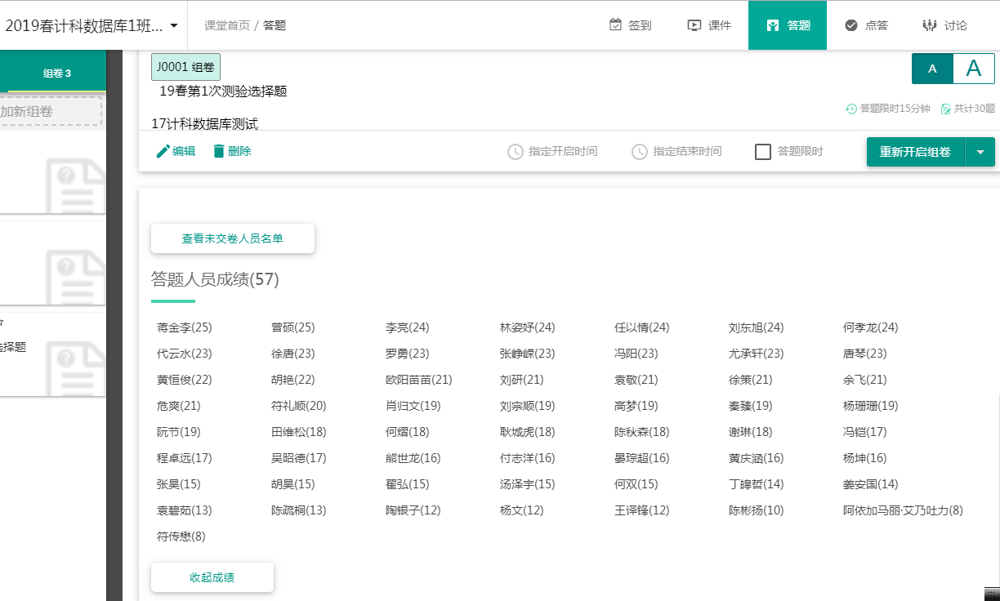 2019春计科数据库1班...
课堂首页 / 答题
签到
课件
答题
点答
讨论
组卷 3
加新组卷
选择题
J0001 组卷
A A
19春第1次测验选择题
答题限时15分钟 共计30题
17计科数据库测试
编辑 删除
指定开启时间 指定结束时间 答题限时
重新开启组卷
查看未交卷人员名单
答题人员成绩(57)
蒋金李(25) 曾硕(25) 李亮(24) 林姿妤(24) 任以情(24) 刘东旭(24) 何孝龙(24)
代云水(23) 徐唐(23) 罗勇(23) 张峥嵘(23) 冯阳(23) 尤承轩(23) 唐琴(23)
黄恒俊(22) 胡艳(22) 欧阳苗苗(21) 刘研(21) 袁敬(21) 徐策(21) 余飞(21)
危爽(21) 符礼顺(20) 肖归文(19) 刘宗顺(19) 高梦(19) 秦臻(19) 杨珊珊(19)
阮节(19) 田维松(18) 何熠(18) 耿城虎(18) 陈秋森(18) 谢琳(18) 冯铠(17)
程卓远(17) 吴昭德(17) 熊世龙(16) 付志洋(16) 晏琮超(16) 黄庆涵(16) 杨坤(16)
张昊(15) 胡昊(15) 翟弘(15) 汤泽宇(15) 何双(15) 丁皞哲(14) 姜安国(14)
袁碧茹(13) 陈疏桐(13) 陶银子(12) 杨文(12) 王译锋(12) 陈彬扬(10) 阿依加马丽·艾乃吐力(8)
符传懋(8)
收起成绩